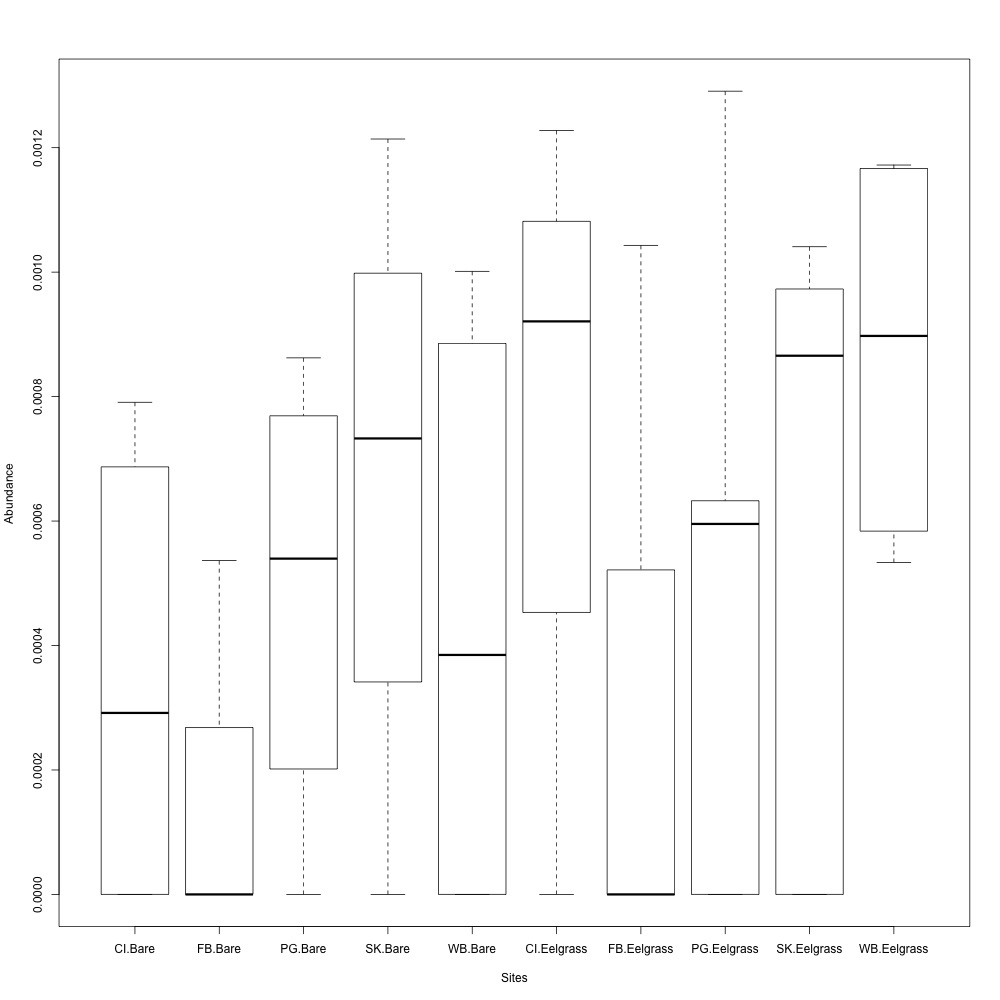 Abundance
0.0012
0.0010
0.0008
0.0006
0.0004
0.0002
0.0000
CI.Bare FB.Bare PG.Bare SK.Bare WB.Bare CI.Eelgrass FB.Eelgrass PG.Eelgrass SK.Eelgrass WB.Eelgrass
Sites